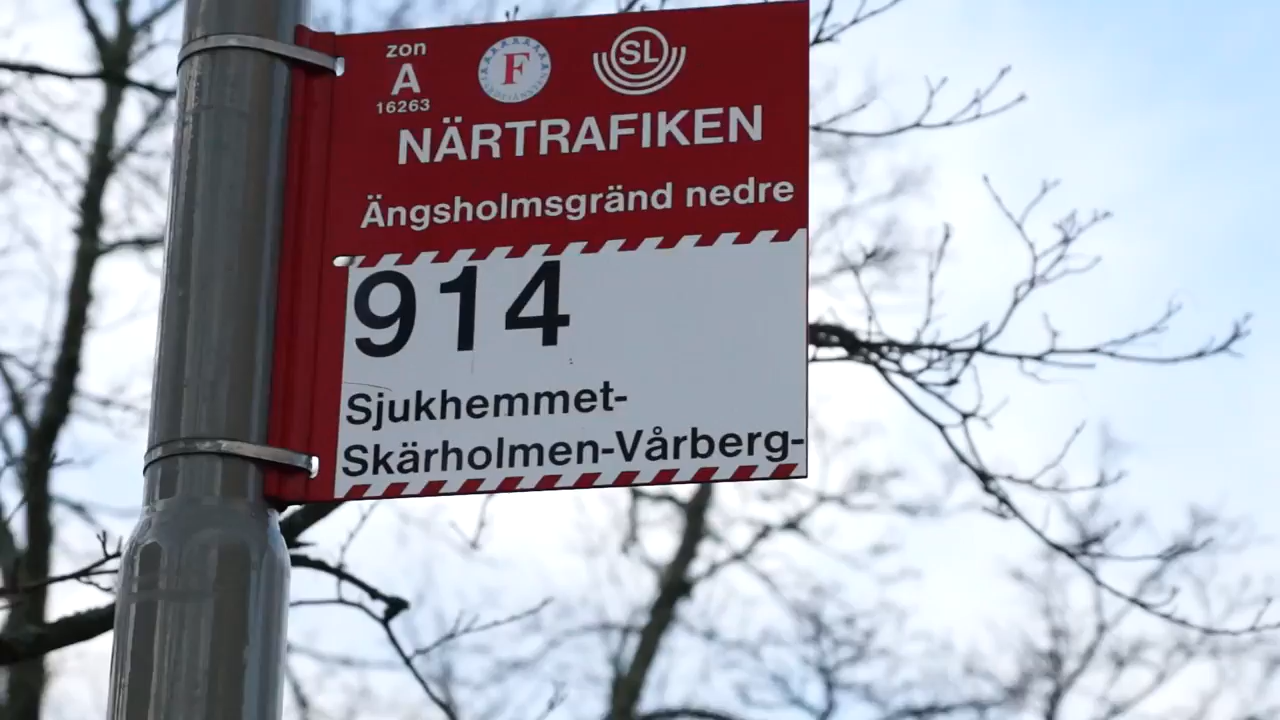 zon
A
16263
F
SL
NÄRTRAFIKEN
Ängsholmsgränd nedre
914
Sjukhemmet-
Skärholmen-Vårberg-